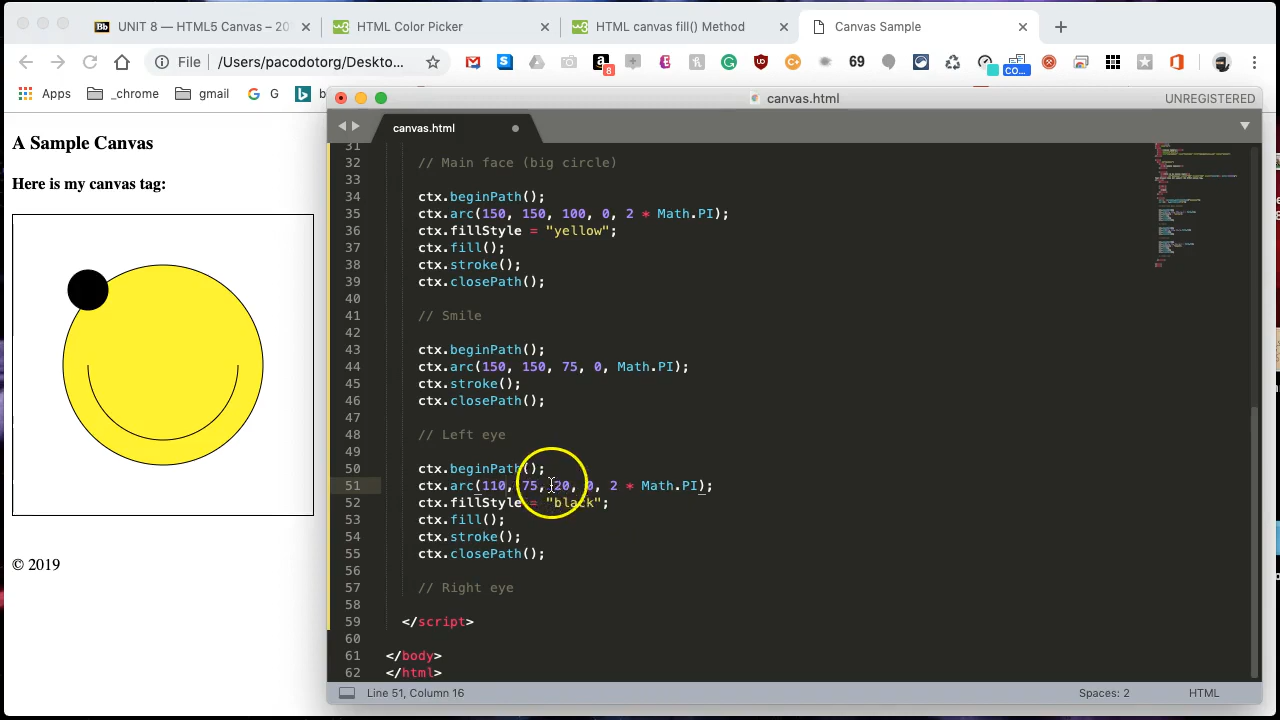 UNIT 8 — HTML5 Canvas – 20
HTML Color Picker
HTML canvas fill() Method
Canvas Sample
File
/Users/pacodotorg/Deskto...
Apps
_chrome
gmail
G
canvas.html
UNREGISTERED
canvas.html
A Sample Canvas
Here is my canvas tag:
© 2019
31
32 // Main face (big circle)
33
34 ctx.beginPath();
35 ctx.arc(150, 150, 100, 0, 2 * Math.PI);
36 ctx.fillStyle = "yellow";
37 ctx.fill();
38 ctx.stroke();
39 ctx.closePath();
40
41 // Smile
42
43 ctx.beginPath();
44 ctx.arc(150, 150, 75, 0, Math.PI);
45 ctx.stroke();
46 ctx.closePath();
47
48 // Left eye
49
50 ctx.beginPath();
51 ctx.arc(110, 75, 20, 0, 2 * Math.PI);
52 ctx.fillStyle = "black";
53 ctx.fill();
54 ctx.stroke();
55 ctx.closePath();
56
57 // Right eye
58
59 </script>
60
61 </body>
62 </html>
Line 51, Column 16
Spaces: 2
HTML